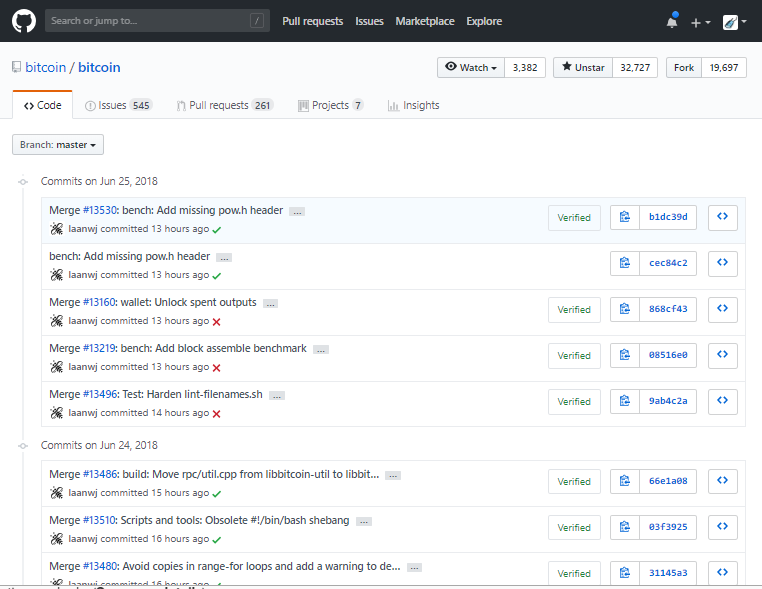 Search or jump to... / Pull requests Issues Marketplace Explore
bitcoin / bitcoin Watch 3,382 Unstar 32,727 Fork 19,697
Code Issues 545 Pull requests 261 Projects 7 Insights
Branch: master
Commits on Jun 25, 2018
Merge #13530: bench: Add missing pow.h header ...
laanwj committed 13 hours ago
Verified b1dc39d
bench: Add missing pow.h header ...
laanwj committed 13 hours ago
cec84c2
Merge #13160: wallet: Unlock spent outputs ...
laanwj committed 13 hours ago
Verified 868cf43
Merge #13219: bench: Add block assemble benchmark ...
laanwj committed 13 hours ago
Verified 08516e0
Merge #13496: Test: Harden lint-filenames.sh ...
laanwj committed 14 hours ago
Verified 9ab4c2a
Commits on Jun 24, 2018
Merge #13486: build: Move rpc/util.cpp from libbitcoin-util to libbit... ...
laanwj committed 15 hours ago
Verified 66e1a08
Merge #13510: Scripts and tools: Obsolete #!/bin/bash shebang ...
laanwj committed 16 hours ago
Verified 03f3925
Merge #13480: Avoid copies in range-for loops and add a warning to de... ...
laanwj committed 16 hours ago
Verified 31145a3